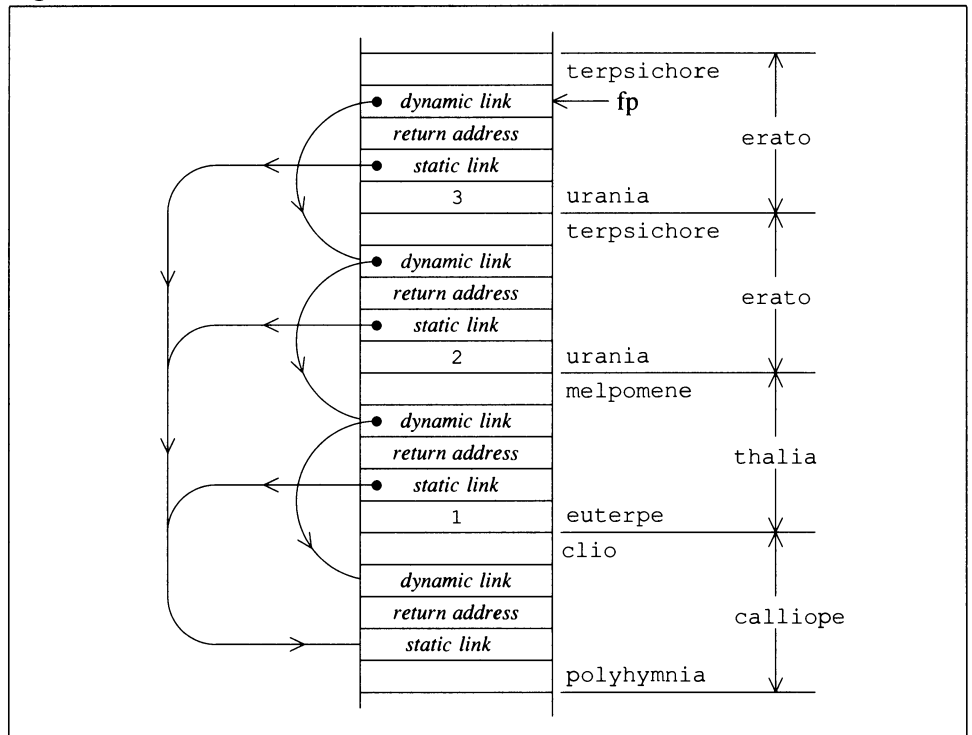 terpsichore
dynamic link
fp
return address
erato
static link
3
urania
terpsichore
dynamic link
return address
erato
static link
2
urania
melpomene
dynamic link
return address
thalia
static link
1
euterpe
clio
dynamic link
return address
calliope
static link
polyhymnia